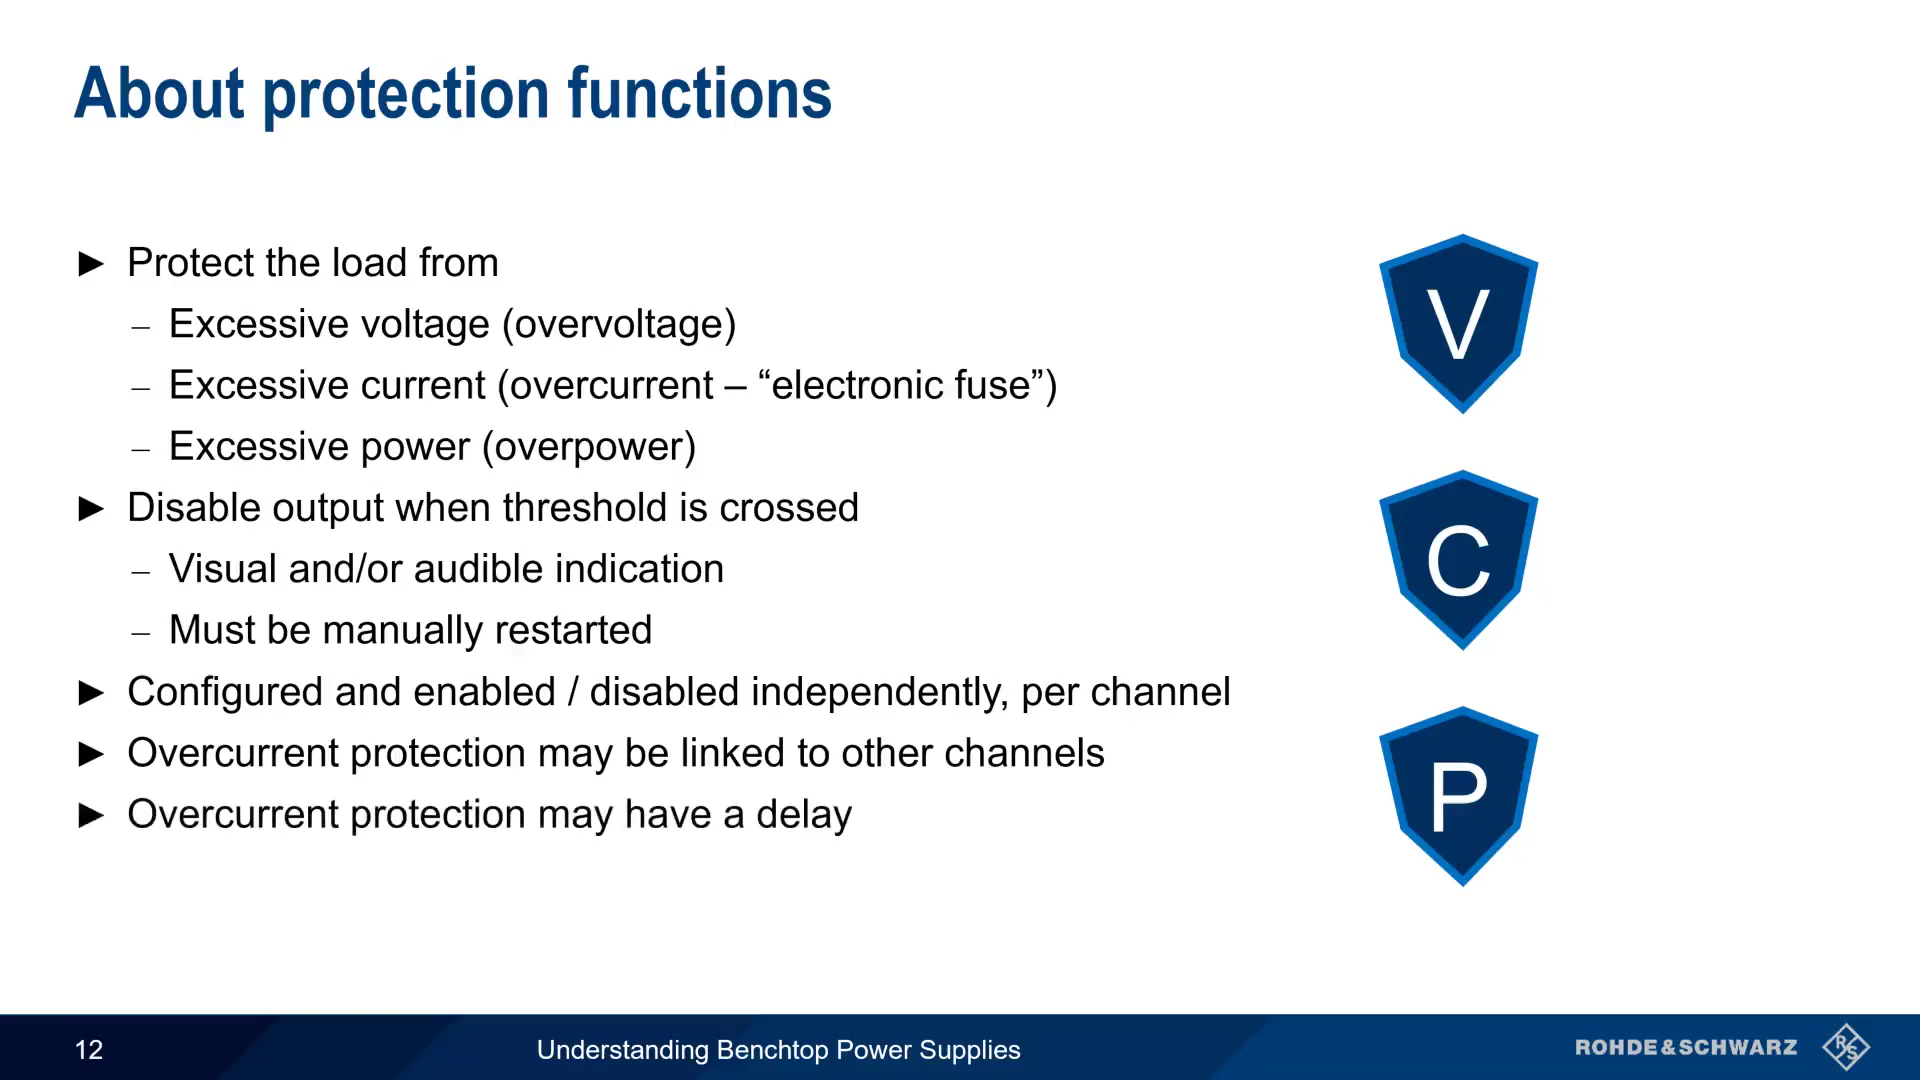 About protection functions
► Protect the load from
– Excessive voltage (overvoltage)
– Excessive current (overcurrent – “electronic fuse”)
– Excessive power (overpower)
► Disable output when threshold is crossed
– Visual and/or audible indication
– Must be manually restarted
► Configured and enabled / disabled independently, per channel
► Overcurrent protection may be linked to other channels
► Overcurrent protection may have a delay
V
C
P
12
Understanding Benchtop Power Supplies
ROHDE&SCHWARZ
R&S